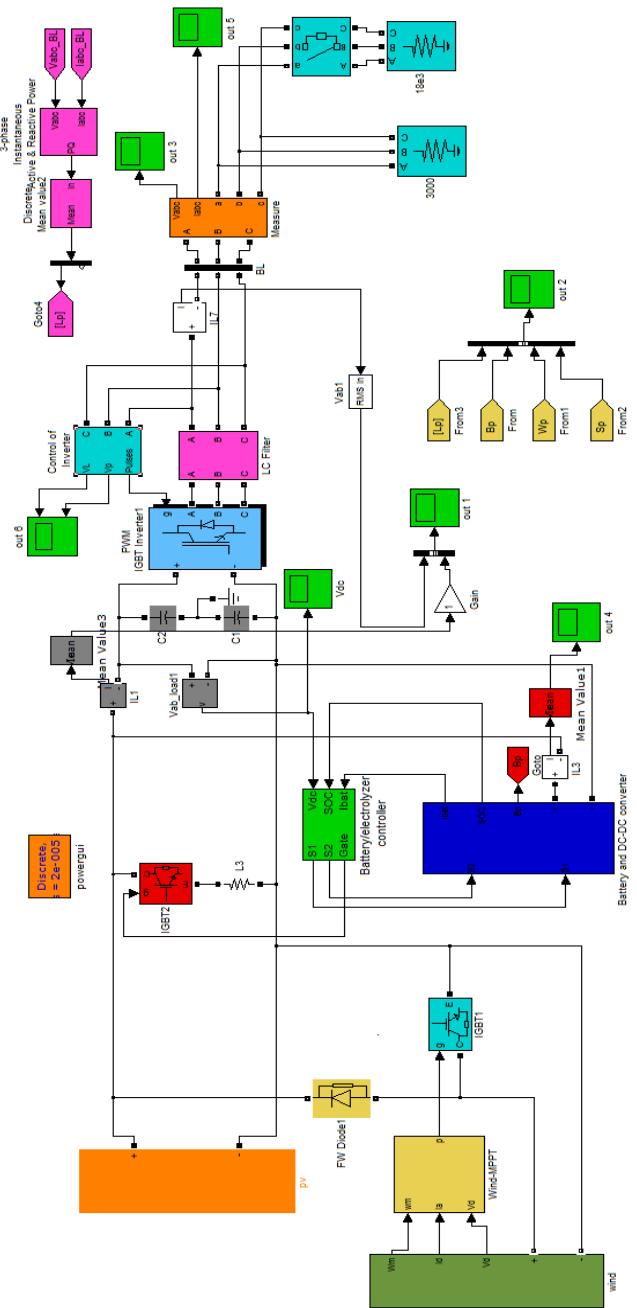 3-phase
Instantaneous
Active & Reactive Power
Vabc_BL
Iabc_BL
Vabc
Iabc
PQ
Discrete
Mean value2
In
Mean
Goto4
[Lp]
out 5
out 3
c
b
a
C
B
A
18e3
C
B
A
3000
Vabc
Iabc
a
b
c
A
B
C
Measure
BL
I
+
-
IL7
Control of
Inverter
C
B
A
VL
Vp
Pulses
out 6
A
B
C
A
B
C
LC Filter
PWM
IGBT Inverter1
g
A
B
C
+
-
Vab1
RMS In
[Lp]
From3
Bp
From
Wp
From1
Sp
From2
out 2
out 1
1
Gain
Vdc
C2
C1
Mean
Mean Value3
+
-
IL1
+
-
v
Vab_load1
out 4
Mean
Mean Value1
Bp
Goto
I
+
-
IL3
Vdc
SOC
Ibat
S1
S2
Gate
Battery/electrolyzer
controller
Ibat
SOC
Battery and DC-DC converter
Discrete,
s = 2e-005 s
powergui
g
C
E
IGBT2
L3
g
C
E
IGBT1
FW Diode1
+
-
pv
p
wm
Ia
Vd
Wind-MPPT
Wm
Id
Vd
+
-
wind